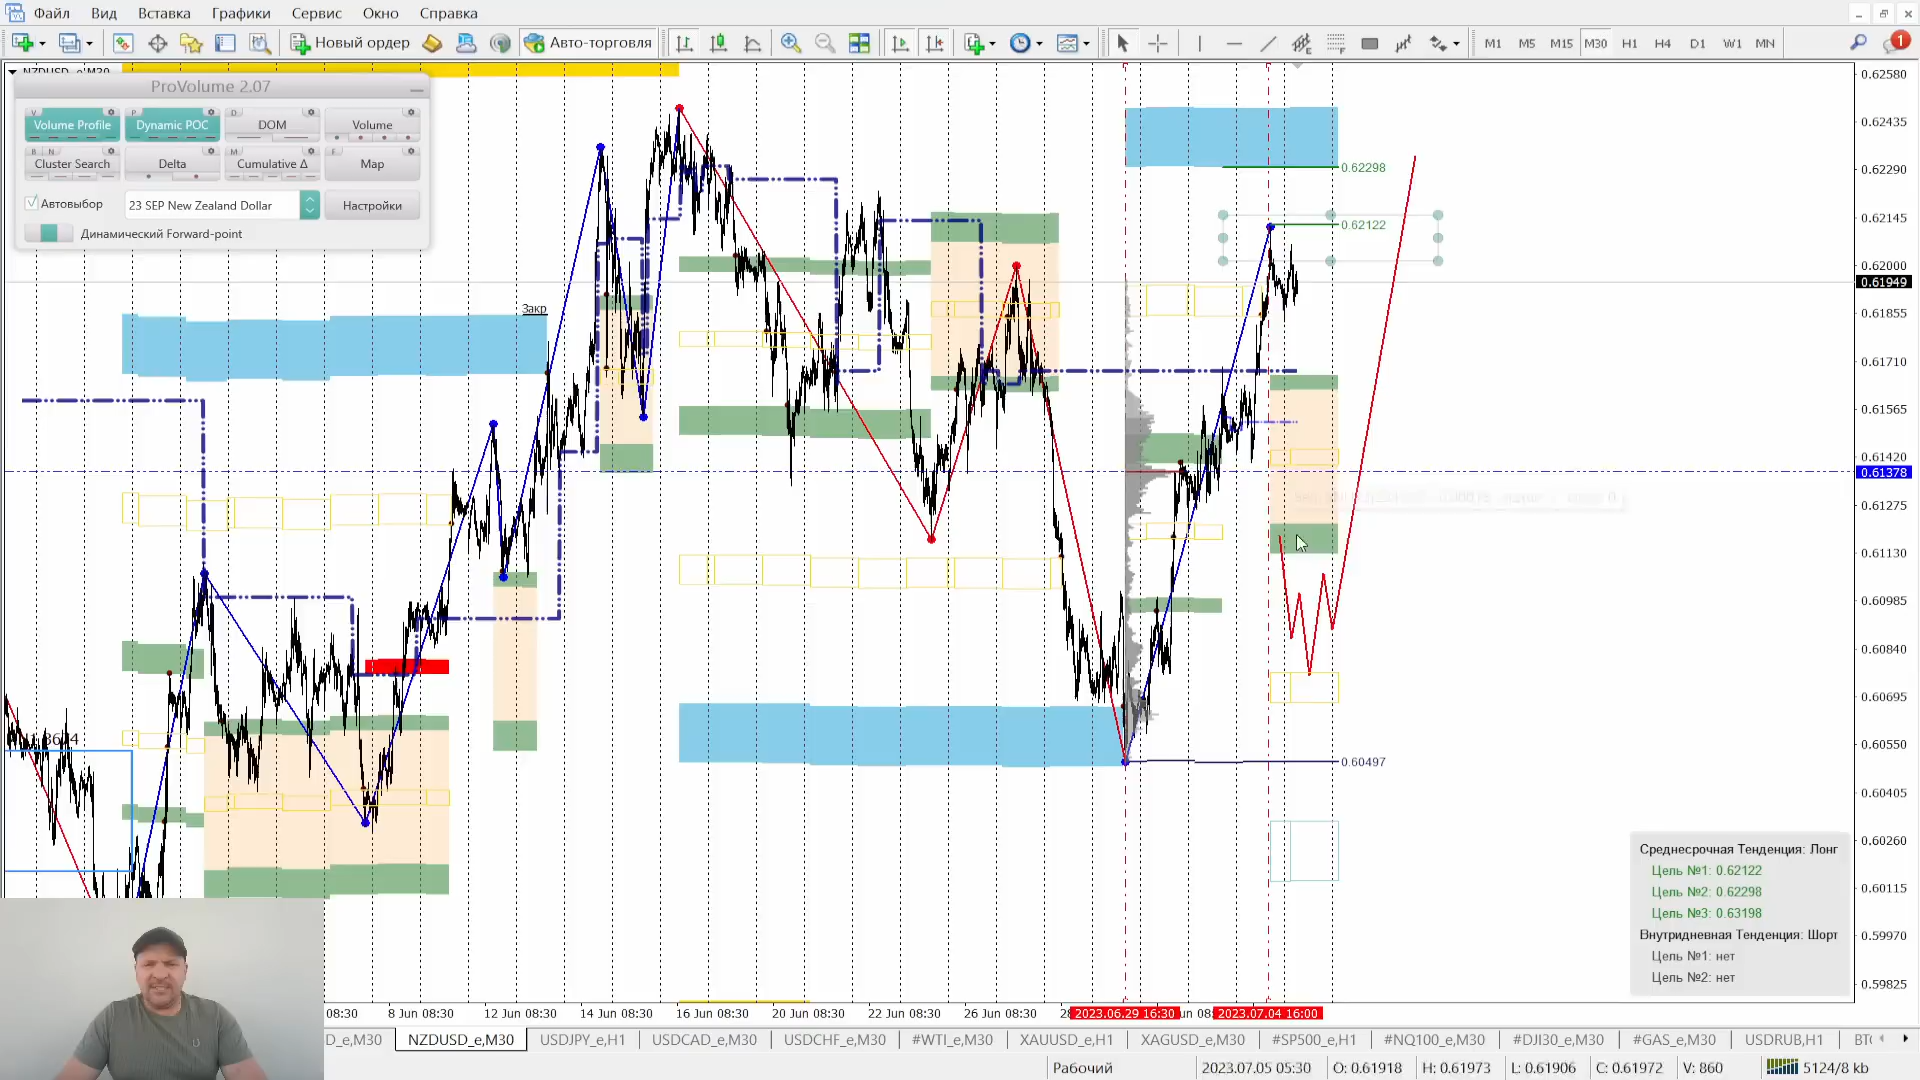 Файл Вид Вставка Графики Сервис Окно Справка
Новый ордер Авто-торговля M1 M5 M15 M30 H1 H4 D1 W1 MN 1
ProVolume 2.07
V P D
Volume Profile Dynamic POC DOM Volume
B N M F
Cluster Search Delta Cumulative Δ Map
Автовыбор 23 SEP New Zealand Dollar Настройки
Динамический Forward-point
Закр
0.62298
0.62122
0.60497
0.62580
0.62435
0.62290
0.62145
0.62000
0.61949
0.61855
0.61710
0.61565
0.61420
0.61378
0.61275
0.61130
0.60985
0.60840
0.60695
0.60550
0.60405
0.60260
0.60115
0.59970
0.59825
Среднесрочная Тенденция: Лонг
Цель №1: 0.62122
Цель №2: 0.62298
Цель №3: 0.63198
Внутридневная Тенденция: Шорт
Цель №1: нет
Цель №2: нет
08:30 8 Jun 08:30 12 Jun 08:30 14 Jun 08:30 16 Jun 08:30 20 Jun 08:30 22 Jun 08:30 26 Jun 08:30 2023.06.29 16:30 2023.07.04 16:00
D_e,M30 NZDUSD_e,M30 USDJPY_e,H1 USDCAD_e,M30 USDCHF_e,M30 #WTI_e,M30 XAUUSD_e,H1 XAGUSD_e,M30 #SP500_e,H1 #NQ100_e,M30 #DJI30_e,M30 #GAS_e,M30 USDRUB,H1 BTC
Рабочий 2023.07.05 05:30 O: 0.61918 H: 0.61973 L: 0.61906 C: 0.61972 V: 860 5124/8 kb